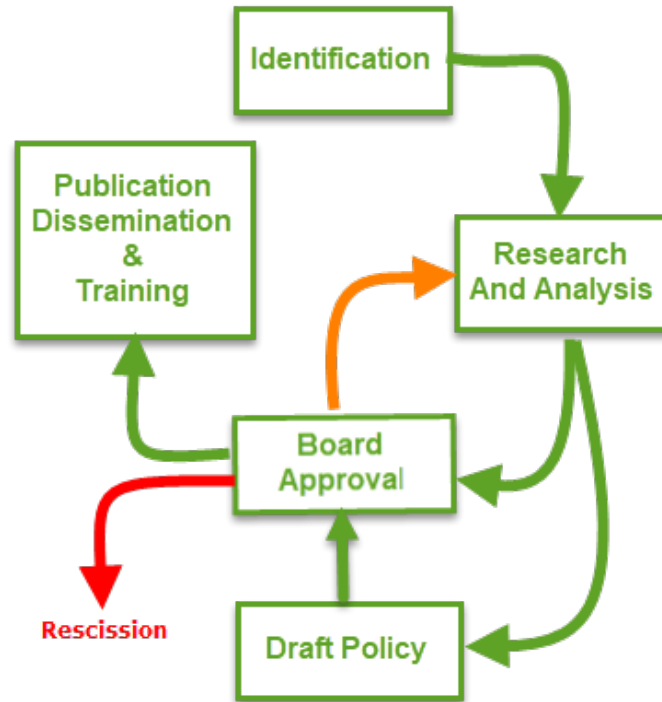 Identification
Publication
Dissemination
&
Training
Research
And Analysis
Board
Approval
Rescission
Draft Policy